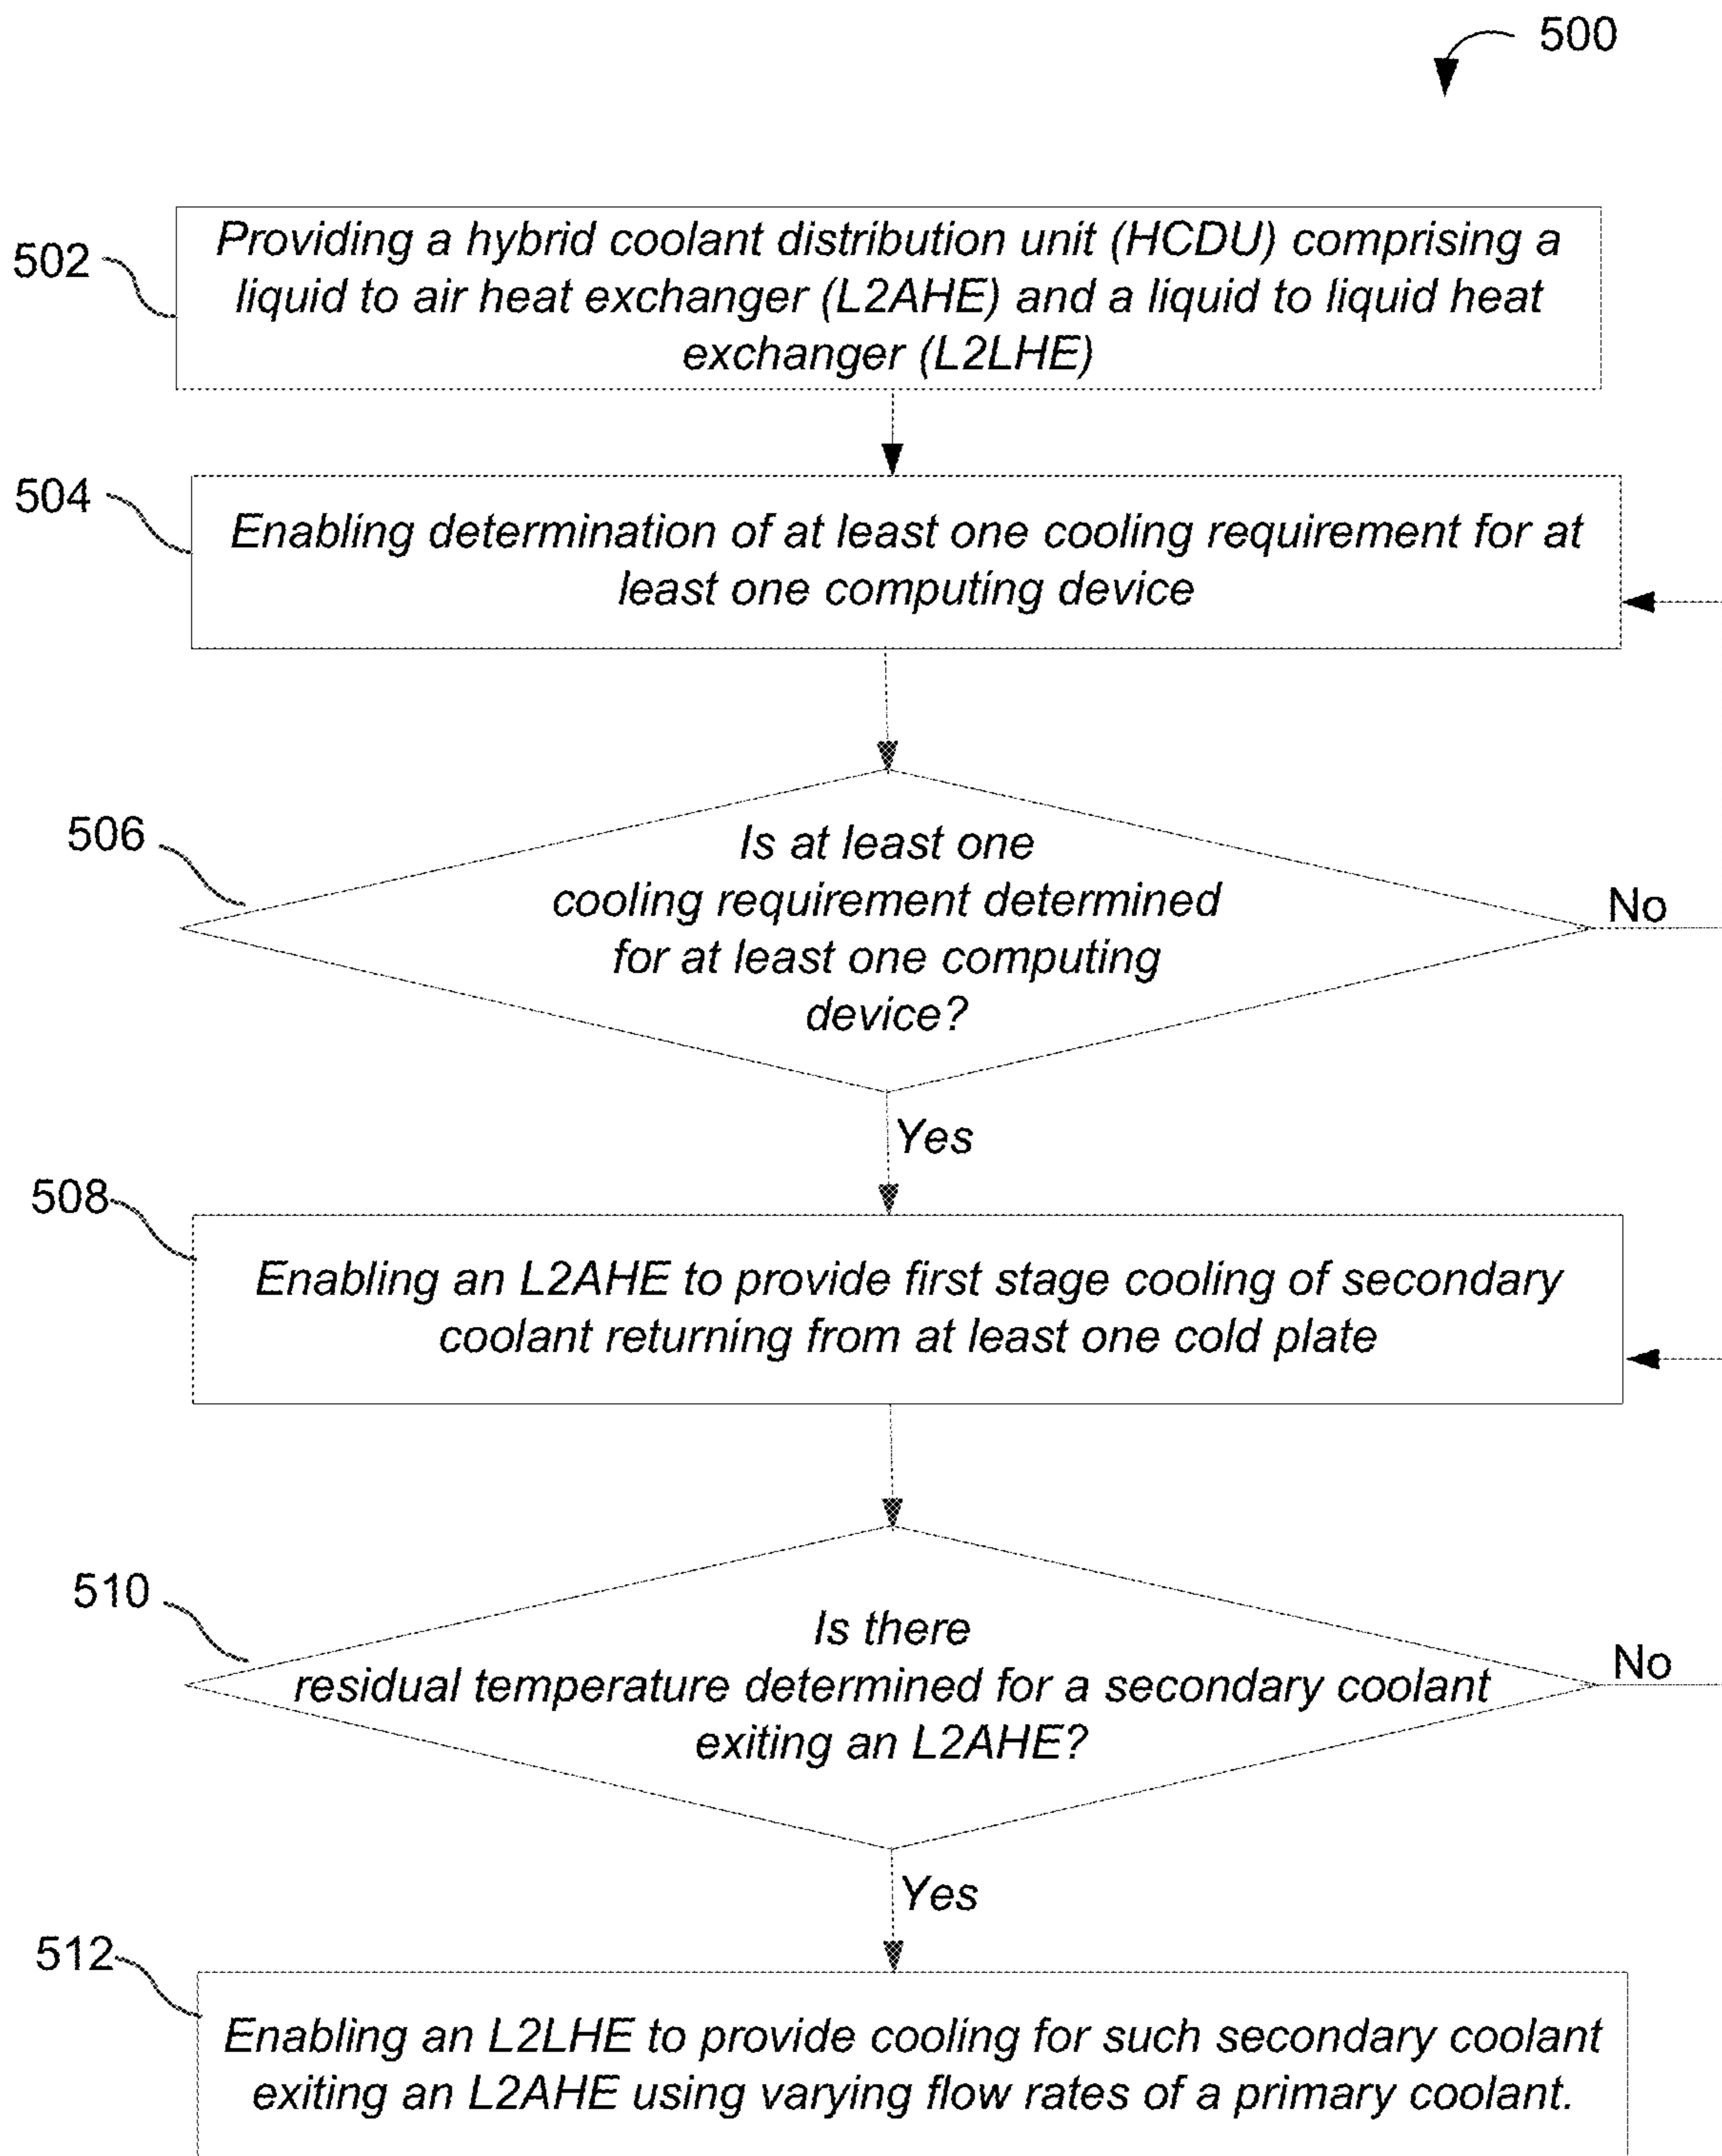 500
502
Providing a hybrid coolant distribution unit (HCDU) comprising a
liquid to air heat exchanger (L2AHE) and a liquid to liquid heat
exchanger (L2LHE)
504
Enabling determination of at least one cooling requirement for at
least one computing device
506
Is at least one
cooling requirement determined
for at least one computing
device?
No
Yes
508
Enabling an L2AHE to provide first stage cooling of secondary
coolant returning from at least one cold plate
510
Is there
residual temperature determined for a secondary coolant
exiting an L2AHE?
No
Yes
512
Enabling an L2LHE to provide cooling for such secondary coolant
exiting an L2AHE using varying flow rates of a primary coolant.